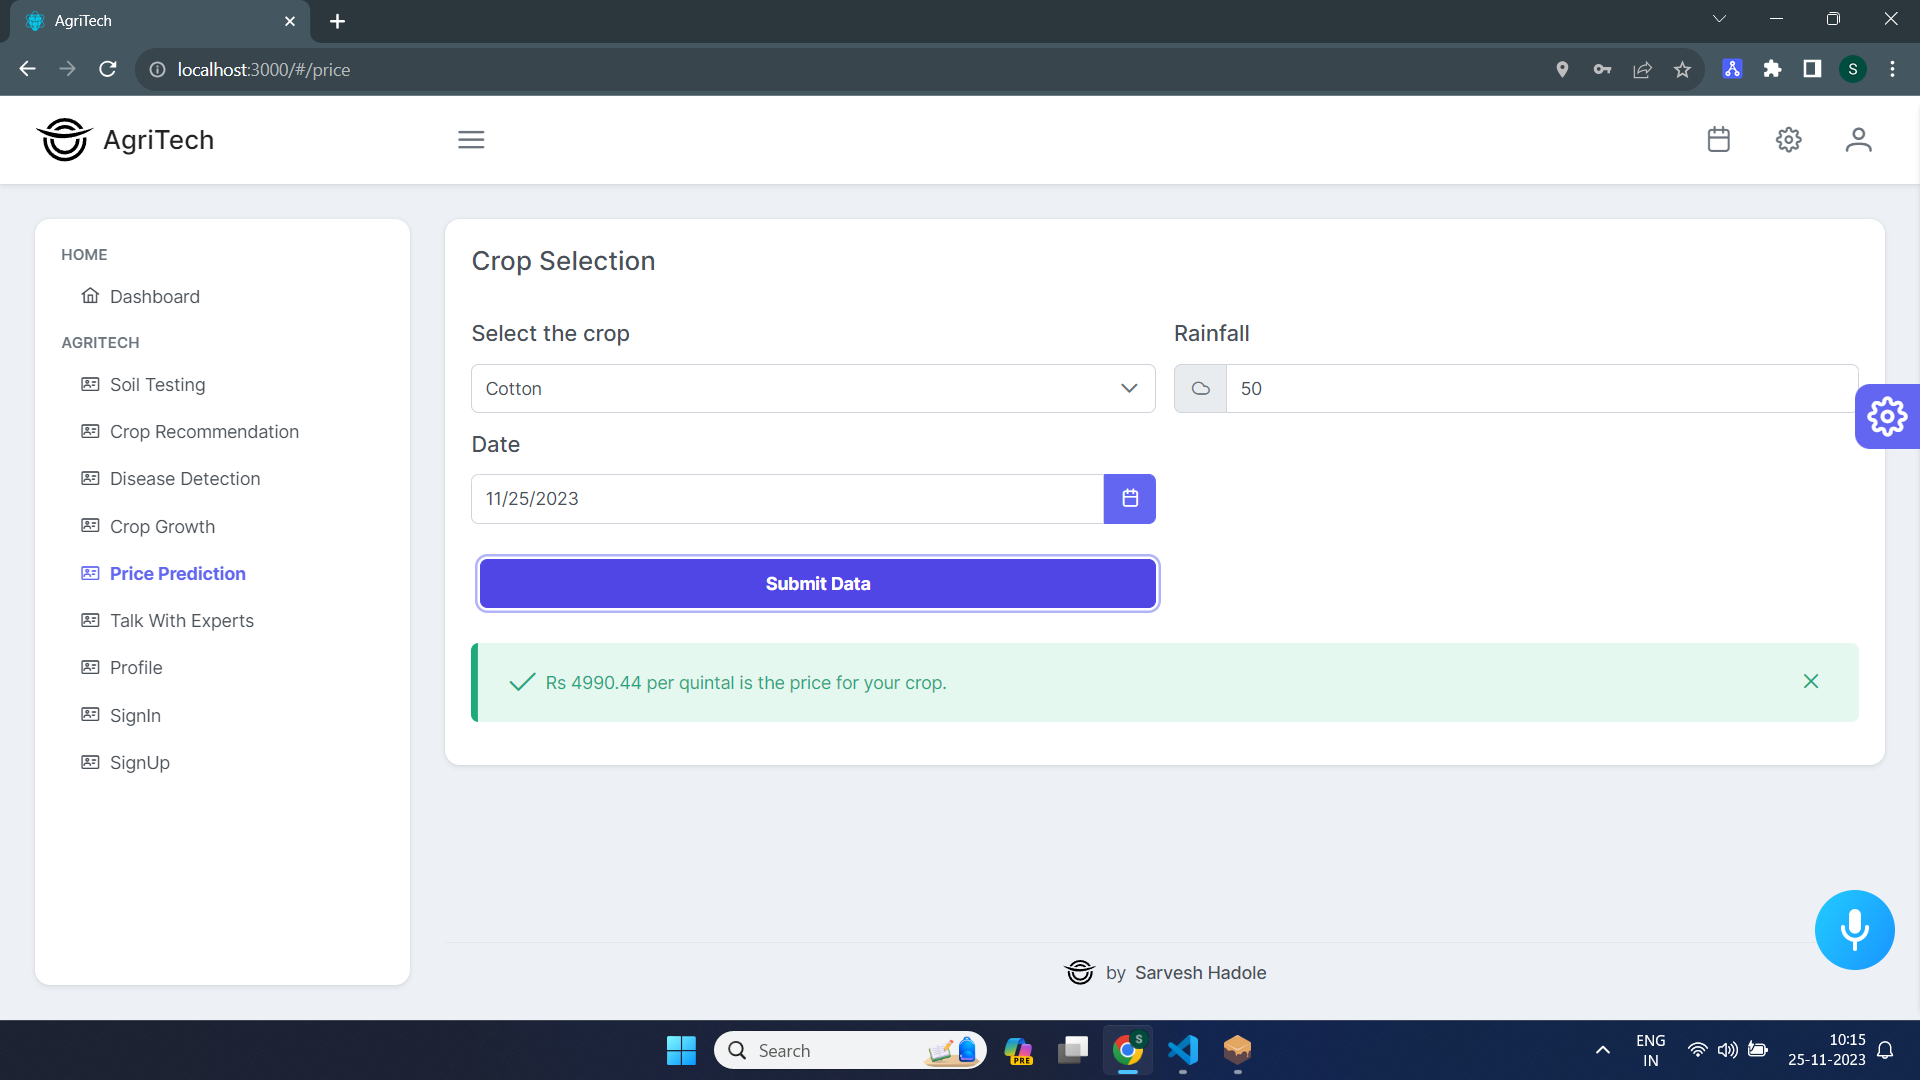 AgriTech
localhost:3000/#/price
S
AgriTech
HOME
Dashboard
AGRITECH
Soil Testing
Crop Recommendation
Disease Detection
Crop Growth
Price Prediction
Talk With Experts
Profile
SignIn
SignUp
Crop Selection
Select the crop
Cotton
Rainfall
50
Date
11/25/2023
Submit Data
Rs 4990.44 per quintal is the price for your crop.
by Sarvesh Hadole
Search
PRE
S
ENG
IN
10:15
25-11-2023